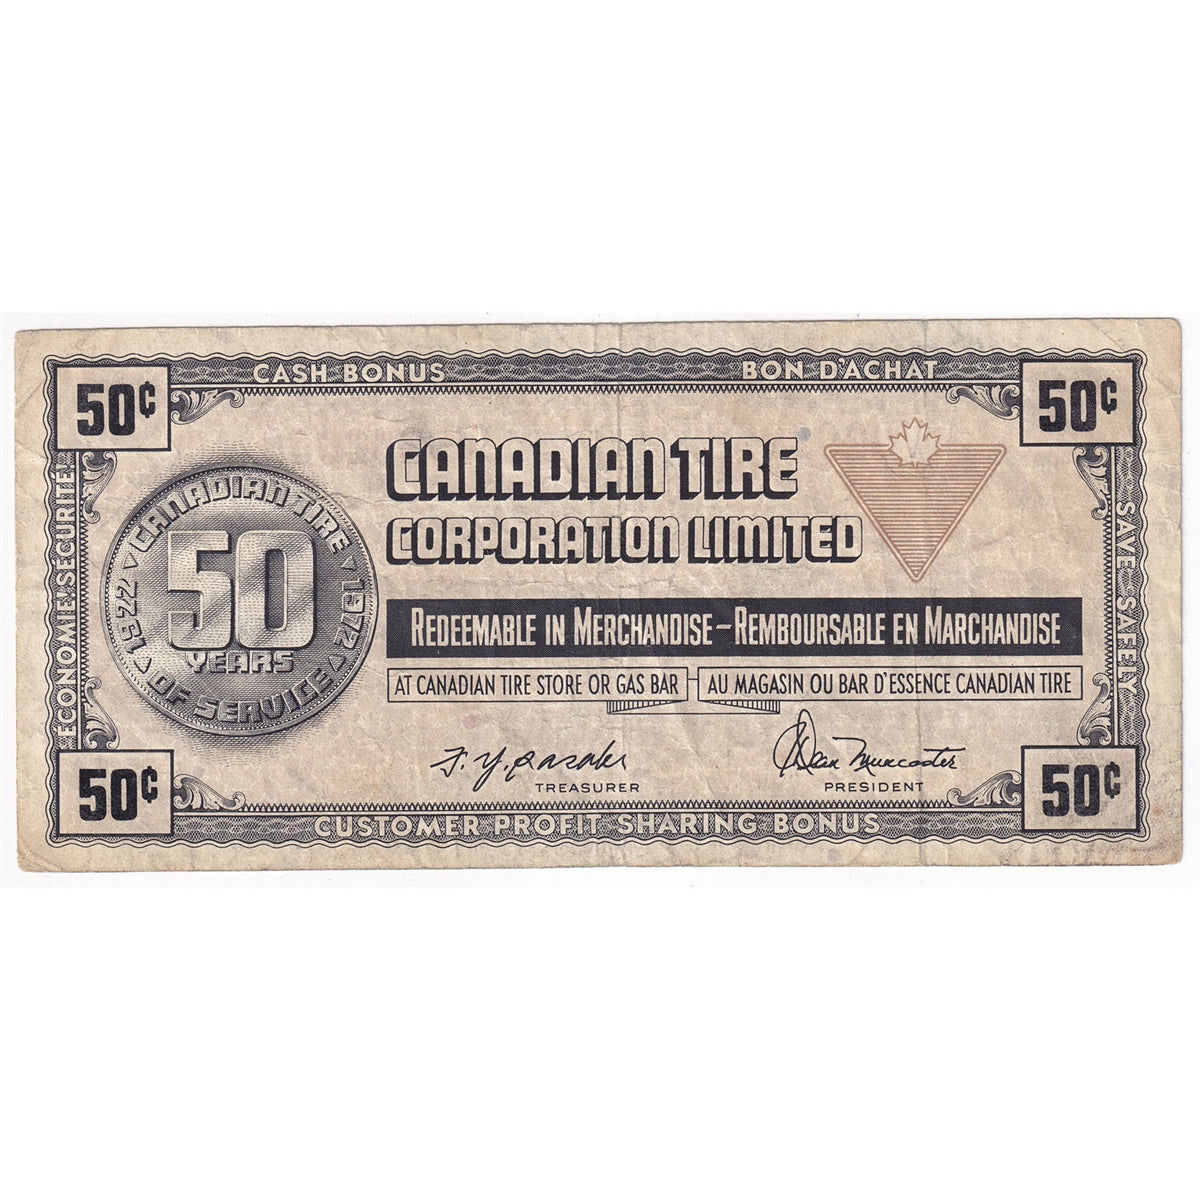 CASH BONUS BON D'ACHAT
50¢ 50¢
CANADIAN TIRE
CORPORATION LIMITED
CANADIAN TIRE
1922 50 1972
YEARS
OF SERVICE
ECONOMIE! SECURITE!
SAVE SAFELY
REDEEMABLE IN MERCHANDISE – REMBOURSABLE EN MARCHANDISE
AT CANADIAN TIRE STORE OR GAS BAR AU MAGASIN OU BAR D'ESSENCE CANADIAN TIRE
Dean Muncaster
TREASURER PRESIDENT
50¢ 50¢
CUSTOMER PROFIT SHARING BONUS